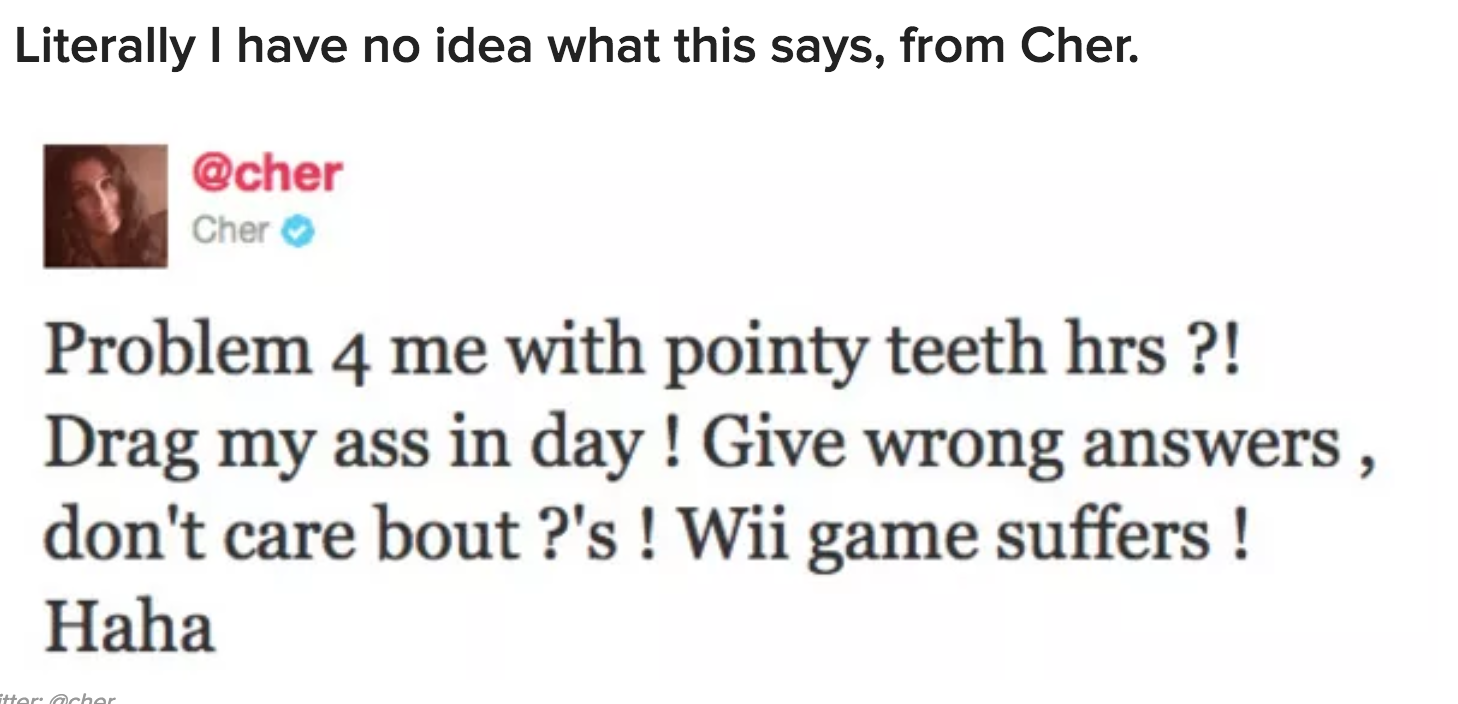 Literally I have no idea what this says, from Cher.
@cher
Cher
Problem 4 me with pointy teeth hrs ?!
Drag my ass in day ! Give wrong answers ,
don't care bout ?'s ! Wii game suffers !
Haha
itter: @cher